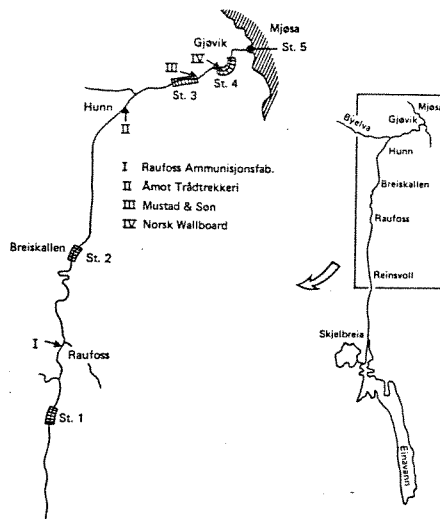 Mjøsa
Gjøvik
St. 5
IV
III
St. 4
St. 3
Hunn
II
I Raufoss Ammunisjonsfab.
II Åmot Trådtrekkeri
III Mustad & Søn
IV Norsk Wallboard
Breiskallen
St. 2
I
Raufoss
St. 1
Mjøsa
Gjøvik
Byelva
Hunn
Breiskallen
Raufoss
Reinsvoll
Skjelbreia
Einavann